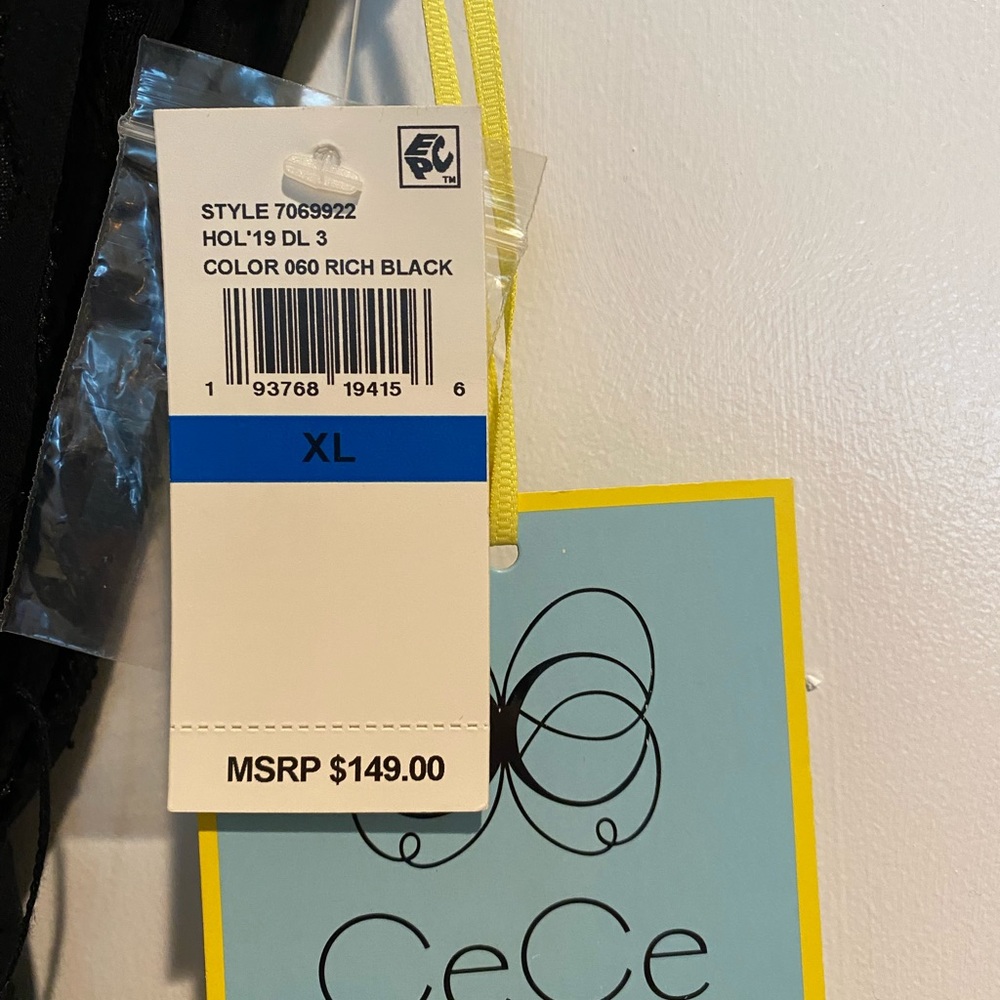 EPC™
STYLE 7069922
HOL'19 DL 3
COLOR 060 RICH BLACK
1 93768 19415 6
XL
MSRP $149.00
CeCe